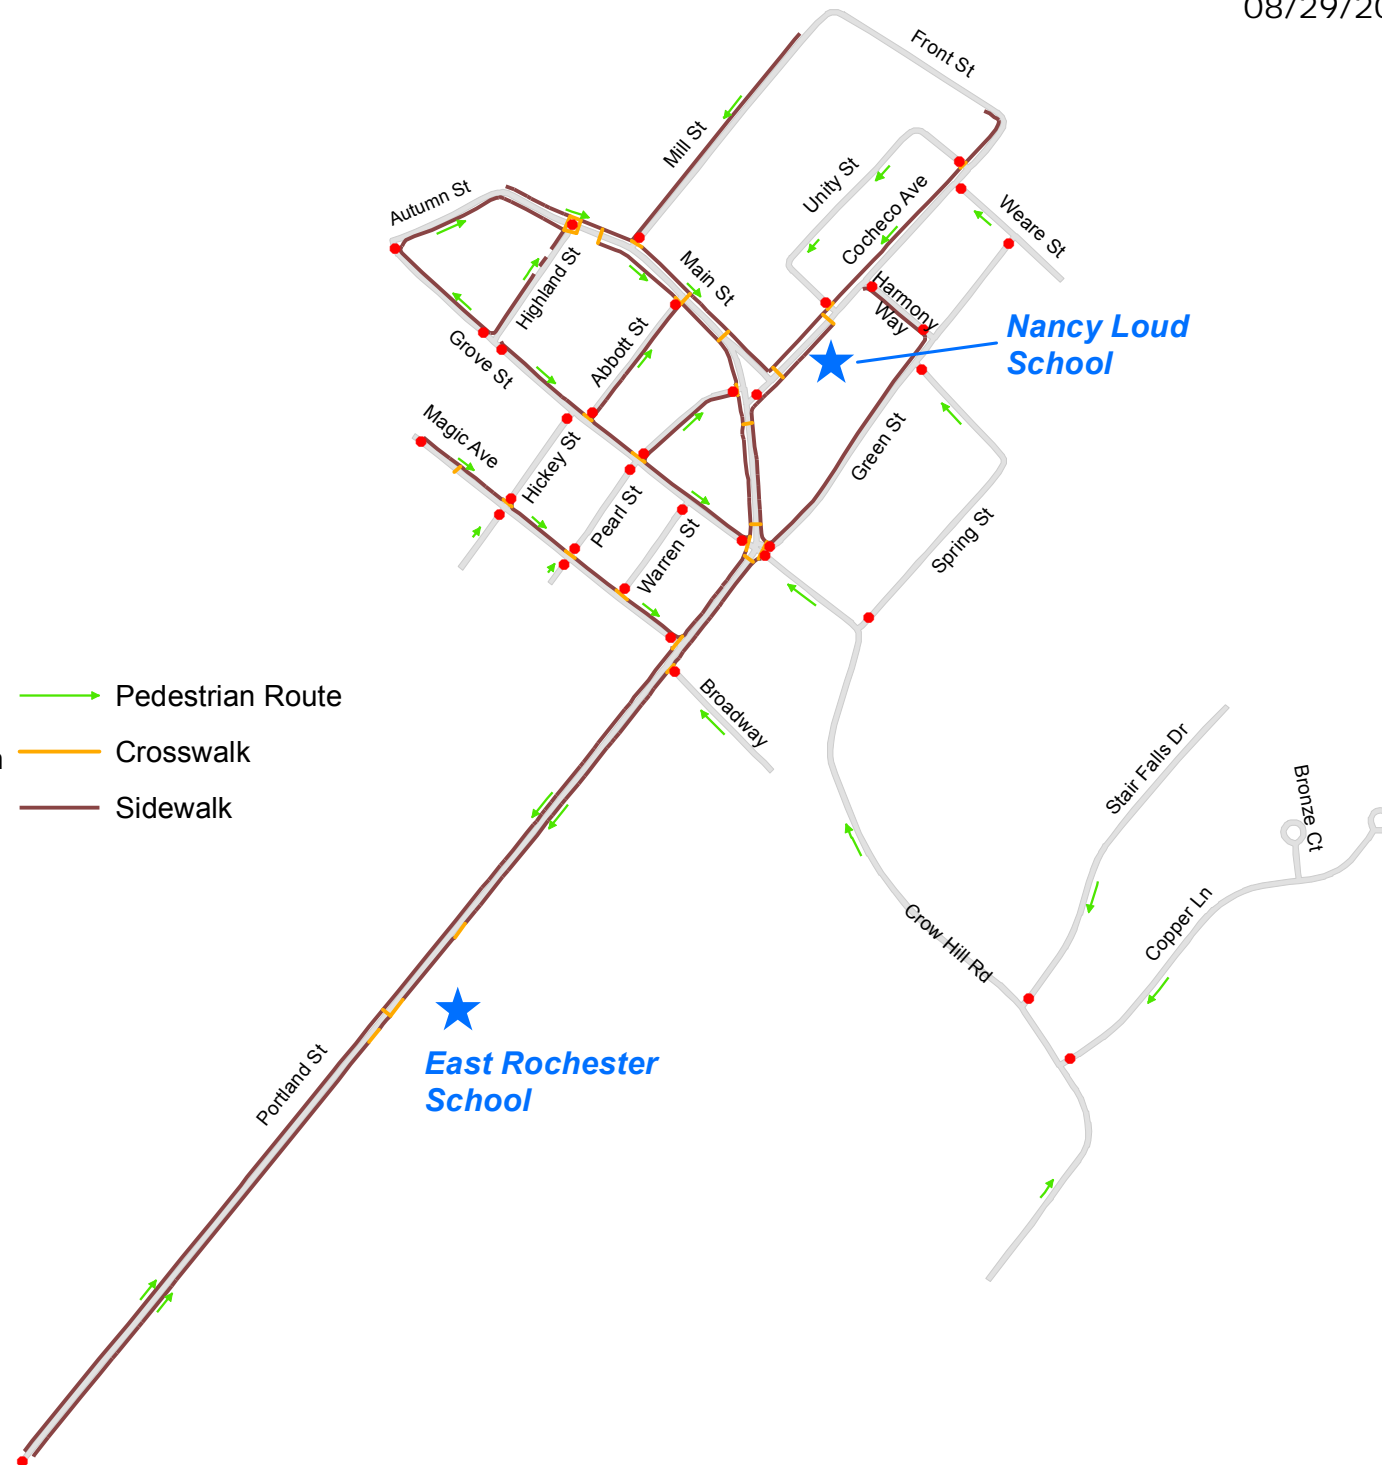 08/29/20
Front St
Mill St
Unity St
Cocheco Ave
Weare St
Autumn St
Main St
Highland St
Harmony
Way
Nancy Loud
School
Abbott St
Grove St
Magic Ave
Hickey St
Pearl St
Warren St
Green St
Spring St
Broadway
Pedestrian Route
Crosswalk
Sidewalk
Stair Falls Dr
Bronze Ct
Copper Ln
Crow Hill Rd
East Rochester
School
Portland St